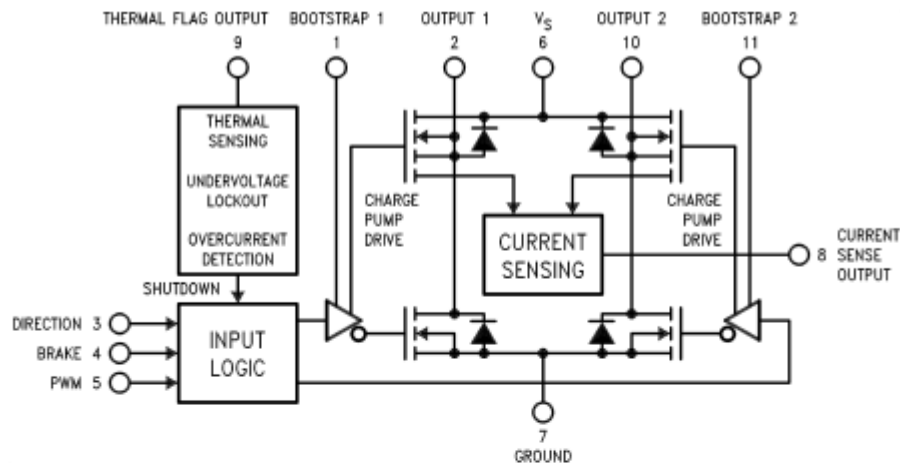 THERMAL FLAG OUTPUT
9
BOOTSTRAP 1
1
OUTPUT 1
2
VS
6
OUTPUT 2
10
BOOTSTRAP 2
11
THERMAL
SENSING
UNDERVOLTAGE
LOCKOUT
OVERCURRENT
DETECTION
CHARGE
PUMP
DRIVE
CURRENT
SENSING
CHARGE
PUMP
DRIVE
8 CURRENT
SENSE
OUTPUT
SHUTDOWN
DIRECTION 3
BRAKE 4
PWM 5
INPUT
LOGIC
7
GROUND